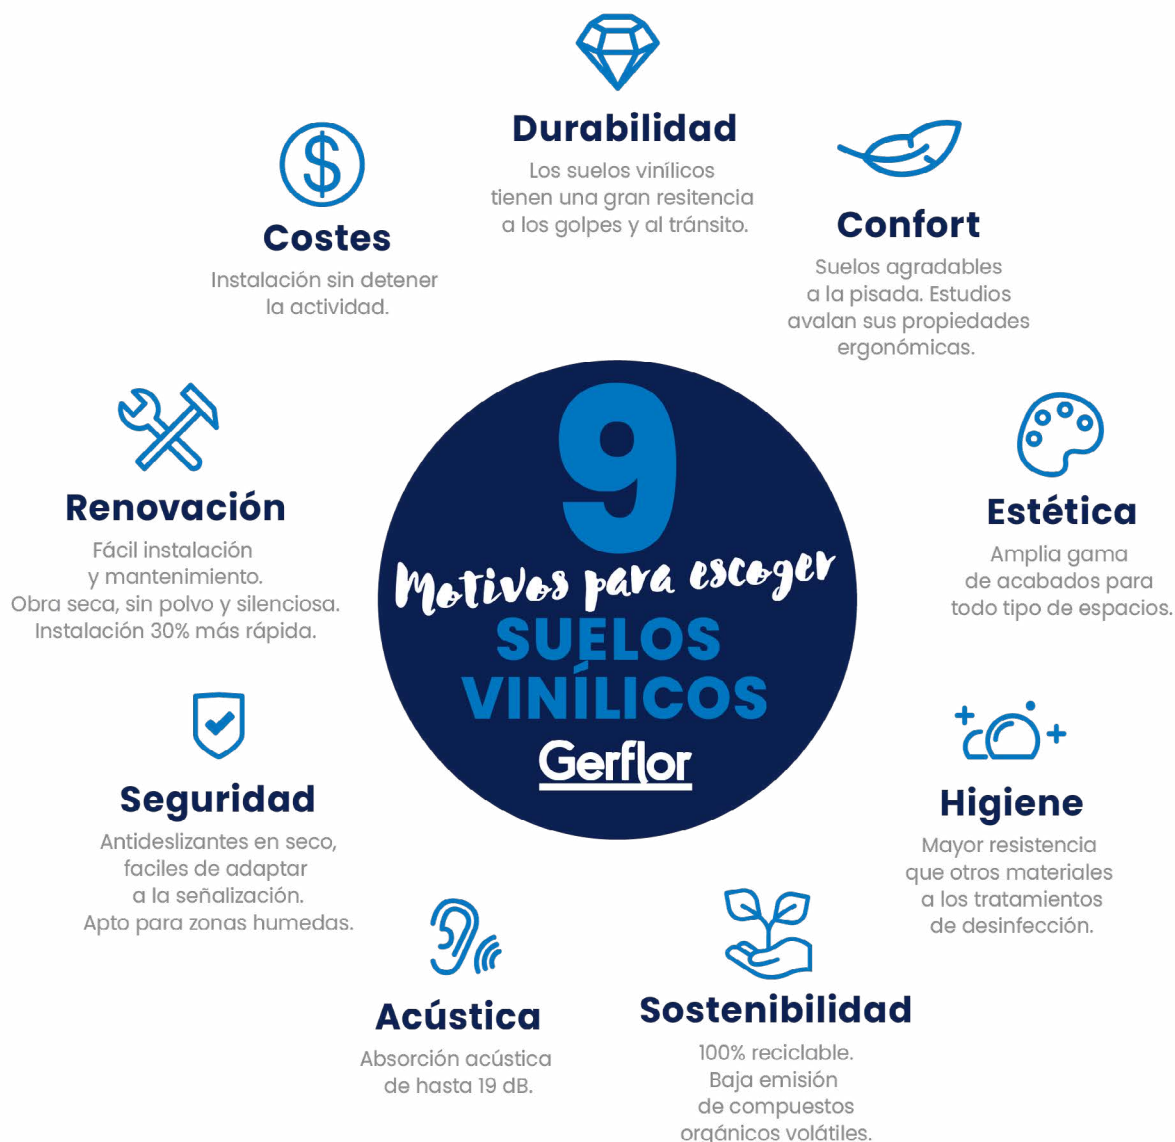 Durabilidad
Los suelos vinílicos
tienen una gran resitencia
a los golpes y al tránsito.
Confort
Suelos agradables
a la pisada. Estudios
avalan sus propiedades
ergonómicas.
Estética
Amplia gama
de acabados para
todo tipo de espacios.
Higiene
Mayor resistencia
que otros materiales
a los tratamientos
de desinfección.
Sostenibilidad
100% reciclable.
Baja emisión
de compuestos
orgánicos volátiles.
Acústica
Absorción acústica
de hasta 19 dB.
Seguridad
Antideslizantes en seco,
faciles de adaptar
a la señalización.
Apto para zonas humedas.
Renovación
Fácil instalación
y mantenimiento.
Obra seca, sin polvo y silenciosa.
Instalación 30% más rápida.
$
Costes
Instalación sin detener
la actividad.
9
Motivos para escoger
SUELOS
VINÍLICOS
Gerflor